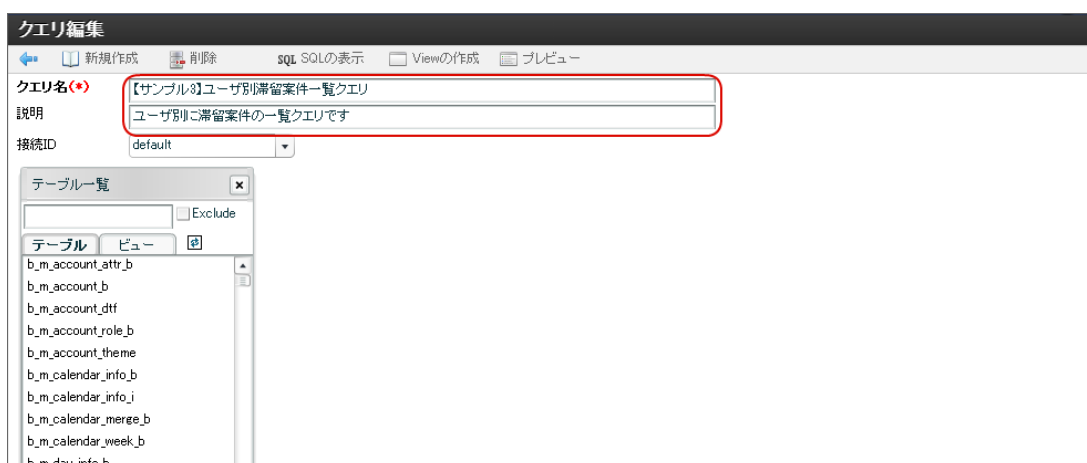 クエリ編集
新規作成 削除 SQL SQLの表示 Viewの作成 プレビュー
クエリ名(*) 【サンプル3】ユーザ別滞留案件一覧クエリ
説明 ユーザ別に滞留案件の一覧クエリです
接続ID default
テーブル一覧
Exclude
テーブル ビュー
b_m_account_attr_b
b_m_account_b
b_m_account_dtf
b_m_account_role_b
b_m_account_theme
b_m_calendar_info_b
b_m_calendar_info_i
b_m_calendar_merge_b
b_m_calendar_week_b
b_m_day_info_b